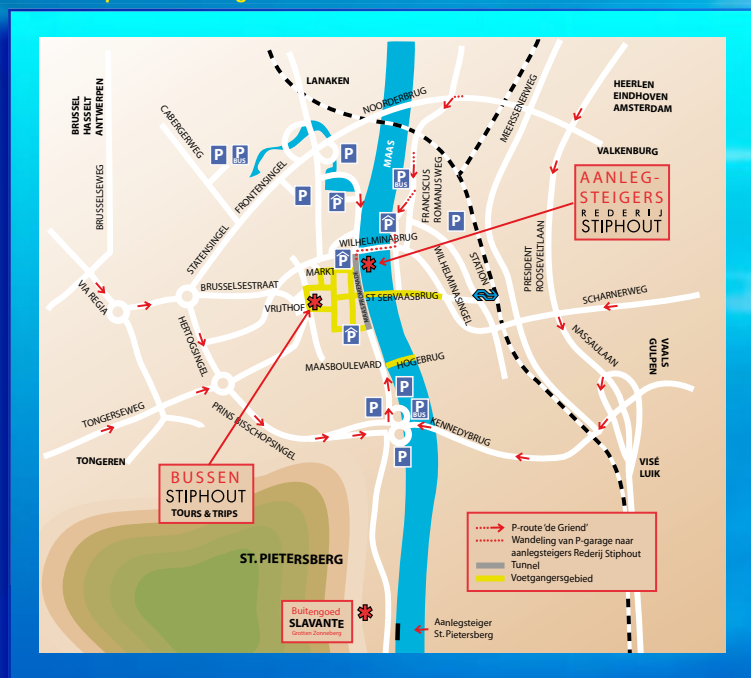 LANAKEN
NOORDERBRUG
BRUSSEL
HASSELT
ANTWERPEN
CABERGERWEG
BRUSSELSEWEG
FRONTENSINGEL
STATENSINGEL
MAAS
FRANCISCUS
ROMANUSWEG
MEERSSENERWEG
HEERLEN
EINDHOVEN
AMSTERDAM
VALKENBURG
P
P
BUS
P
P
P
P
BUS
P
AANLEG-
STEIGERS
REDERIJ
STIPHOUT
WILHELMINABRUG
P
MARKT
BRUSSELSESTRAAT
VRIJTHOF
ST SERVAASBRUG
WILHELMINASINGEL
STATION
PRESIDENT
ROOSEVELTLAAN
SCHARNERWEG
VIA REGIA
HERTOGSINGEL
P
MAASBOULEVARD
HOGEBRUG
NASSAULAAN
VAALS
GULPEN
TONGERSEWEG
PRINS BISSCHOPSINGEL
P
P
P
BUS
KENNEDYBRUG
P
TONGEREN
VISÉ
LUIK
BUSSEN
STIPHOUT
TOURS & TRIPS
ST. PIETERSBERG
P-route 'de Griend'
Wandeling van P-garage naar
aanlegsteigers Rederij Stiphout
Tunnel
Voetgangersgebied
Buitengoed
SLAVANTE
Grotten Zonneberg
Aanlegsteiger
St. Pietersberg